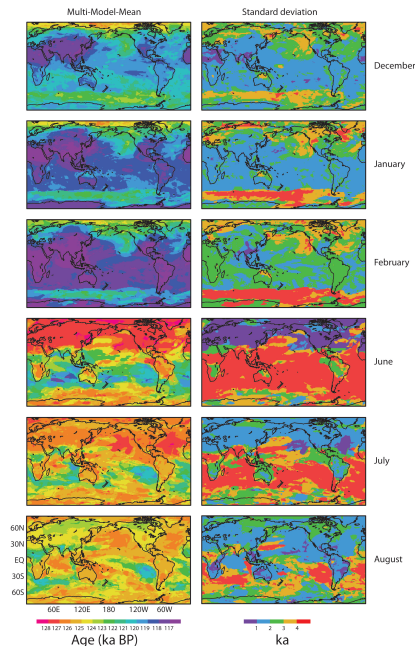 Multi-Model-Mean Standard deviation
December
January
February
June
July
August
60N
30N
EQ
30S
60S
60E 120E 180 120W 60W
128 127 126 125 124 123 122 121 120 119 118 117
1 2 3 4
Age (ka BP) ka